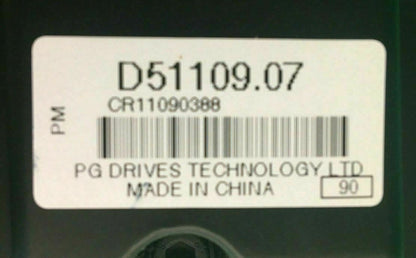 D51109.07
CR11090388
PM
PG DRIVES TECHNOLOGY LTD
MADE IN CHINA
90